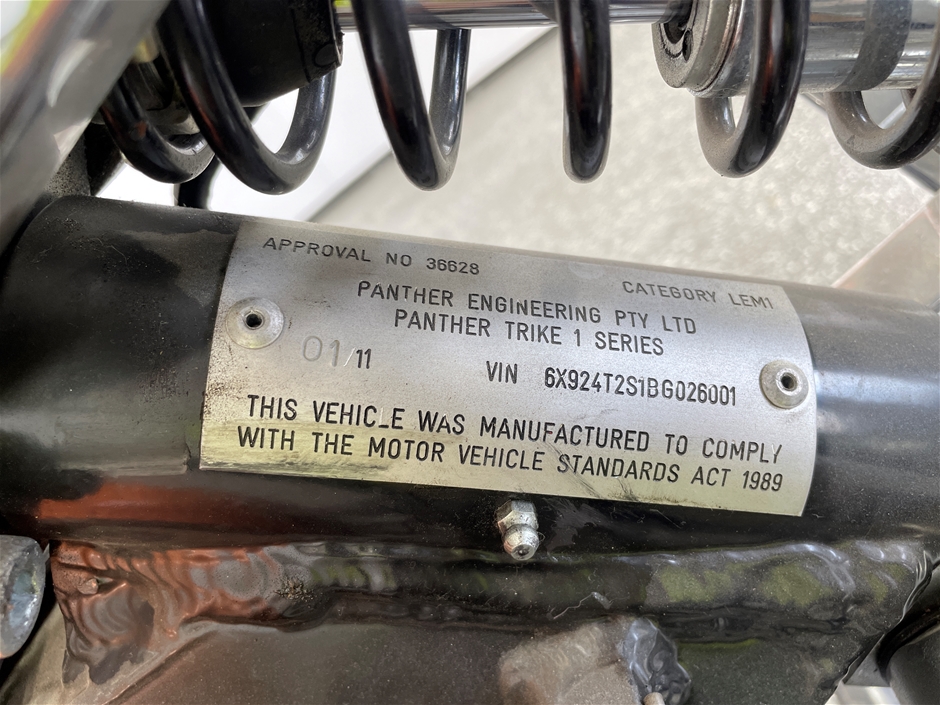 APPROVAL NO 36628
CATEGORY LEM1
PANTHER ENGINEERING PTY LTD
PANTHER TRIKE 1 SERIES
01/11 VIN 6X924T2S1BG026001
THIS VEHICLE WAS MANUFACTURED TO COMPLY
WITH THE MOTOR VEHICLE STANDARDS ACT 1989